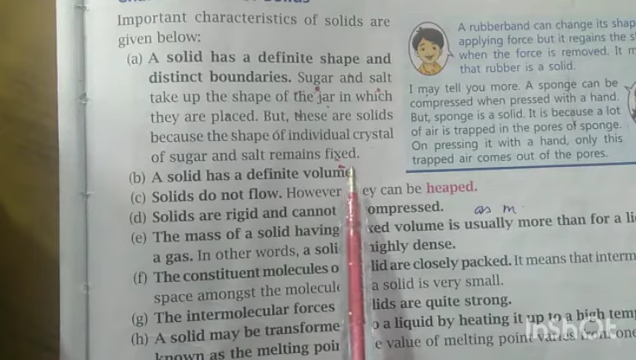 Important characteristics of solids are
given below:
(a) A solid has a definite shape and
distinct boundaries. Sugar and salt
take up the shape of the jar in which
they are placed. But, these are solids
because the shape of individual crystal
of sugar and salt remains fixed.
(b) A solid has a definite volume
(c) Solids do not flow. However ey can be heaped.
(d) Solids are rigid and cannot ompressed.
(e) The mass of a solid having xed volume is usually more than for a li
a gas. In other words, a soli highly dense.
(f) The constituent molecules o lid are closely packed. It means that interm
space amongst the molecule a solid is very small.
(g) The intermolecular forces lids are quite strong.
(h) A solid may be transforme o a liquid by heating it up to a high tem
known as the melting poin e value of melting point varies from one
A rubberband can change its shap
applying force but it regains the s
when the force is removed. It m
that rubber is a solid.
I may tell you more. A sponge can be
compressed when pressed with a hand.
But, sponge is a solid. It is because a lot
of air is trapped in the pores of sponge.
On pressing it with a hand, only this
trapped air comes out of the pores.
as m
InShot